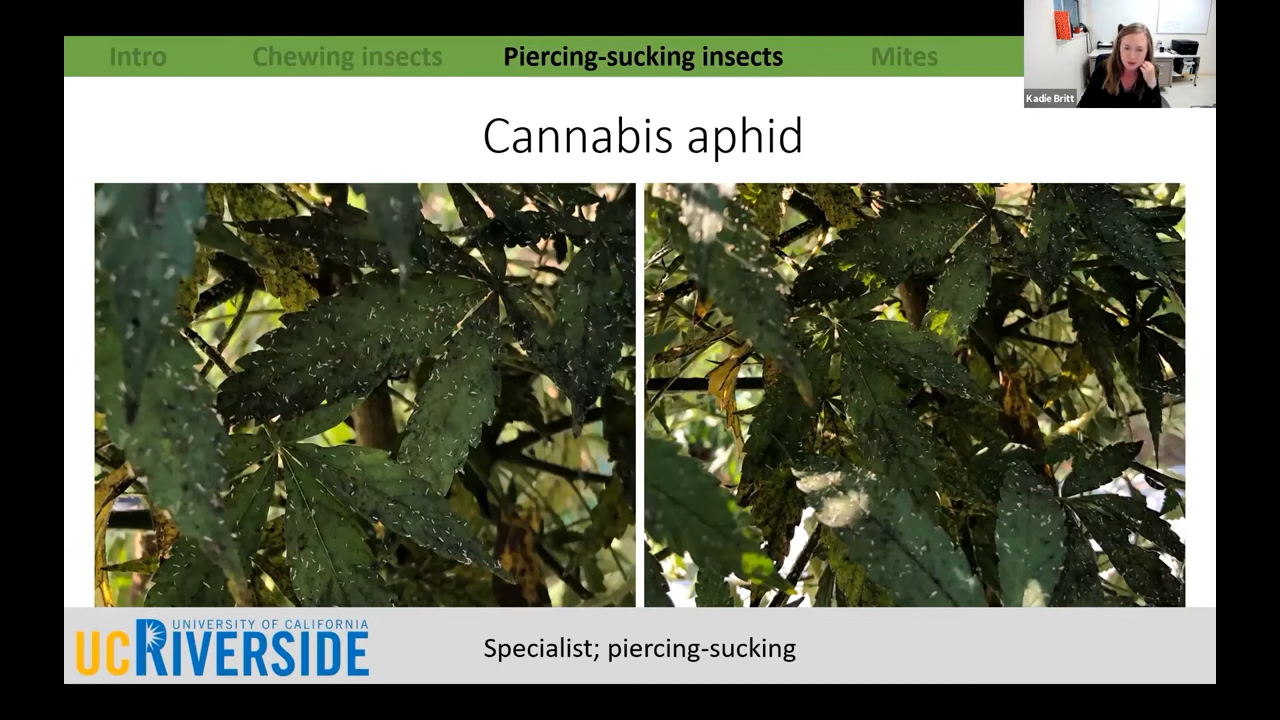 Intro
Chewing insects
Piercing-sucking insects
Mites
Kadie Britt
Cannabis aphid
UNIVERSITY OF CALIFORNIA
UCRIVERSIDE
Specialist; piercing-sucking